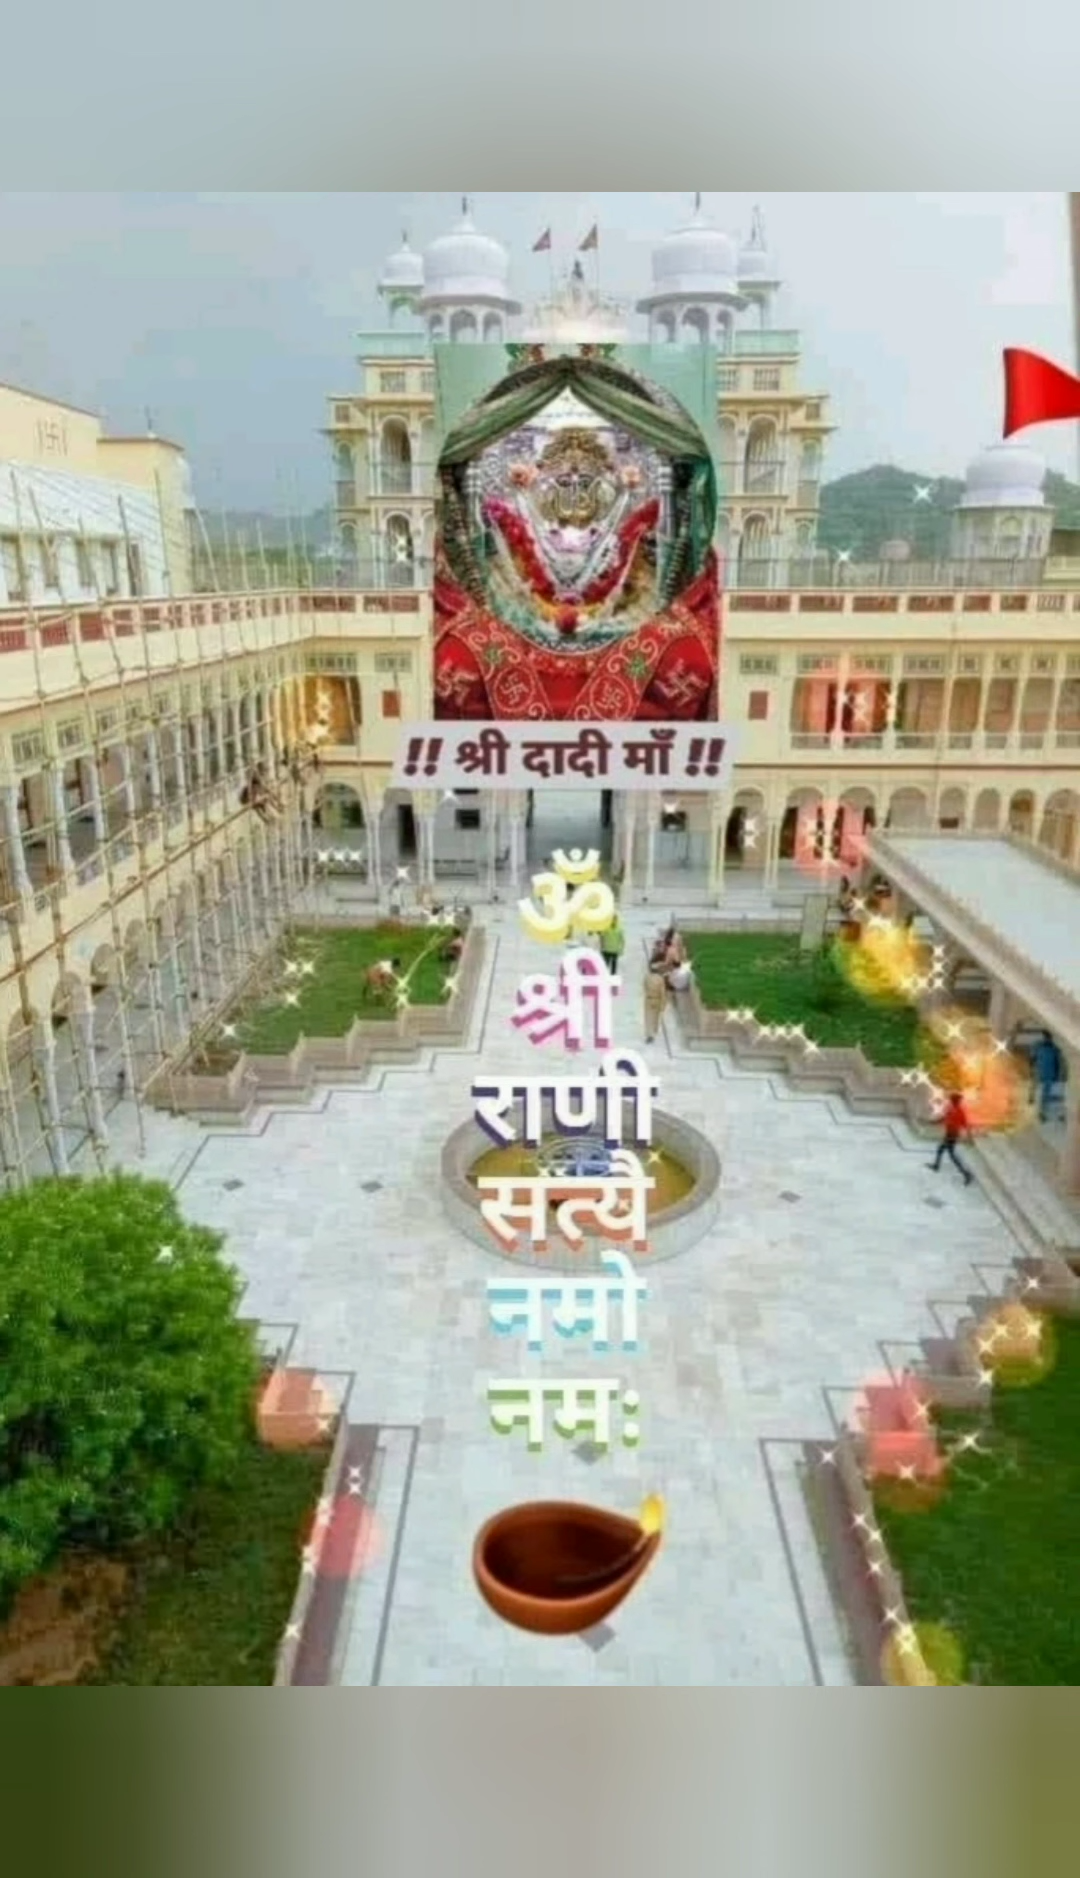 !! श्री दादी माँ !!
ॐ
श्री
राणी
सत्यै
नमो
नमः